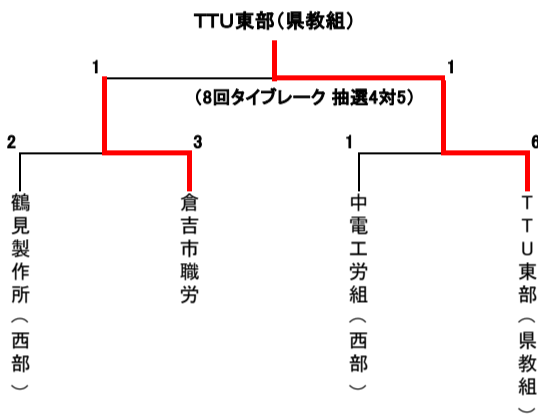 TTU東部（県教組）
1
1
（8回タイブレーク 抽選4対5）
2
3
1
6
鶴見製作所（西部）
倉吉市職労
中電工労組（西部）
TTU東部（県教組）